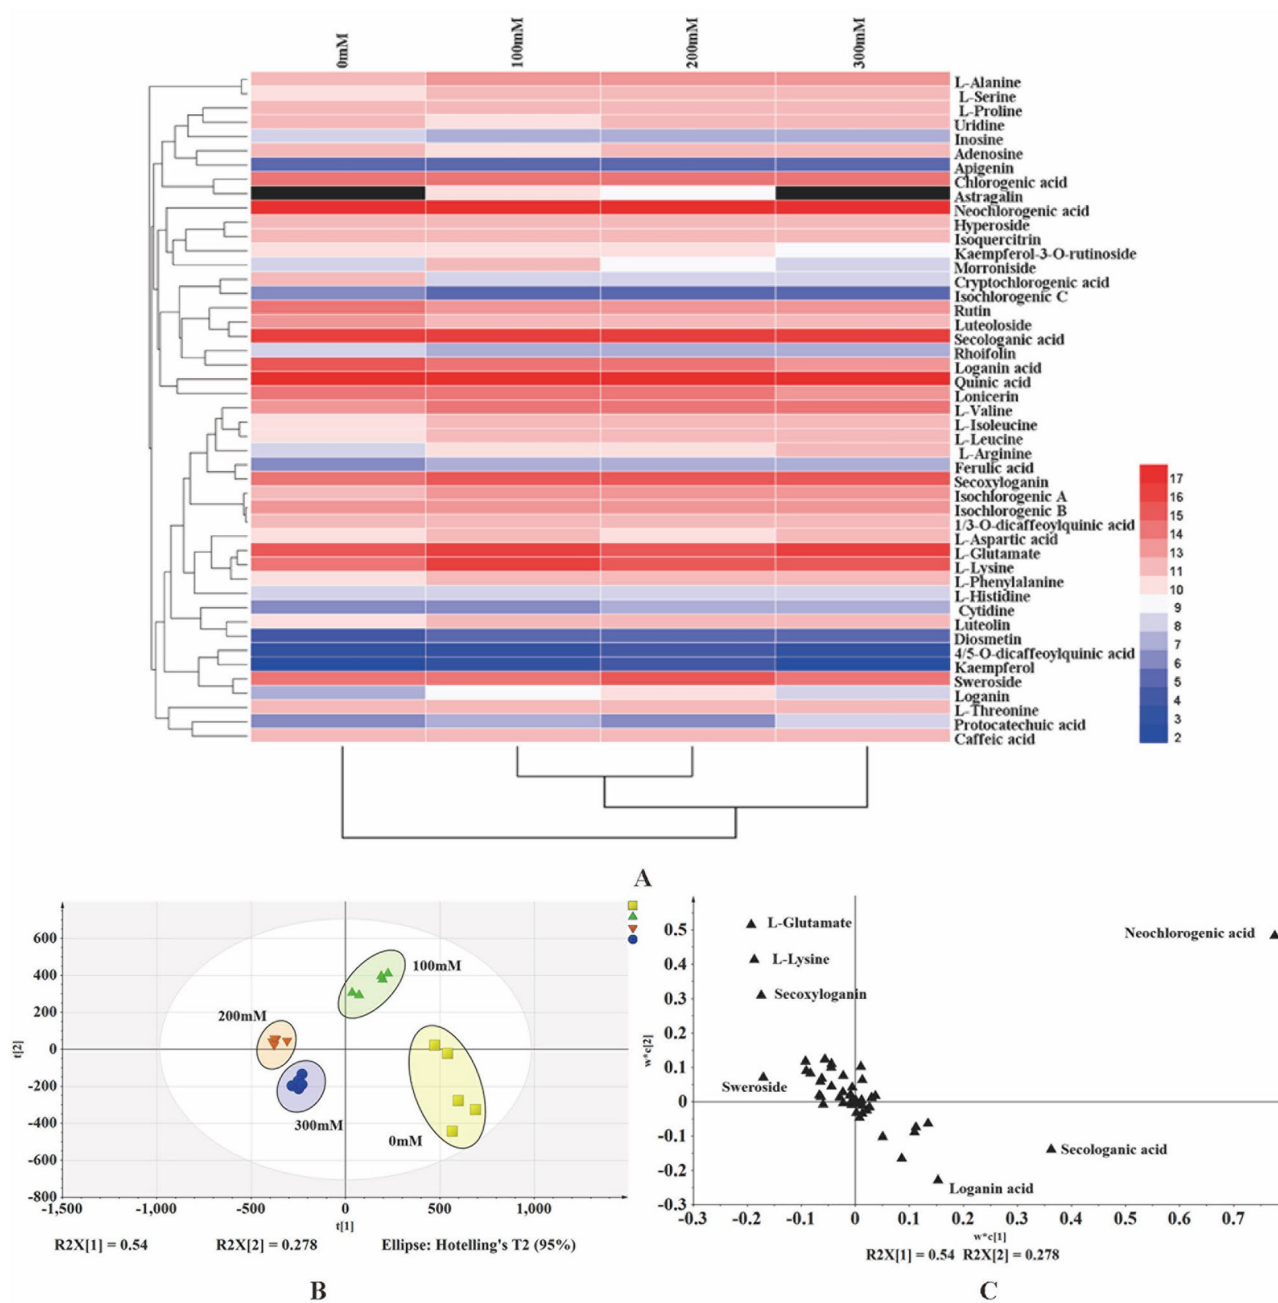 0mM
100mM
200mM
300mM
L-Alanine
L-Serine
L-Proline
Uridine
Inosine
Adenosine
Apigenin
Chlorogenic acid
Astragalin
Neochlorogenic acid
Hyperoside
Isoquercitrin
Kaempferol-3-O-rutinoside
Morroniside
Cryptochlorogenic acid
Isochlorogenic C
Rutin
Luteoloside
Secologanic acid
Rhoifolin
Loganin acid
Quinic acid
Lonicerin
L-Valine
L-Isoleucine
L-Leucine
L-Arginine
Ferulic acid
Secoxyloganin
Isochlorogenic A
Isochlorogenic B
1/3-O-dicaffeoylquinic acid
L-Aspartic acid
L-Glutamate
L-Lysine
L-Phenylalanine
L-Histidine
Cytidine
Luteolin
Diosmetin
4/5-O-dicaffeoylquinic acid
Kaempferol
Sweroside
Loganin
L-Threonine
Protocatechuic acid
Caffeic acid
17
16
15
14
13
11
10
9
8
7
6
5
4
3
2
A
600
400
200
0
-200
-400
-600
-800
t[2]
100mM
200mM
300mM
0mM
-1,500
-1,000
-500
0
500
1,000
t[1]
R2X[1] = 0.54 R2X[2] = 0.278 Ellipse: Hotelling's T2 (95%)
B
0.5
0.4
0.3
0.2
0.1
0
-0.1
-0.2
-0.3
w*c[2]
L-Glutamate
Neochlorogenic acid
L-Lysine
Secoxyloganin
Sweroside
Secologanic acid
Loganin acid
-0.3
-0.2
-0.1
0
0.1
0.2
0.3
0.4
0.5
0.6
0.7
w*c[1]
R2X[1] = 0.54 R2X[2] = 0.278
C